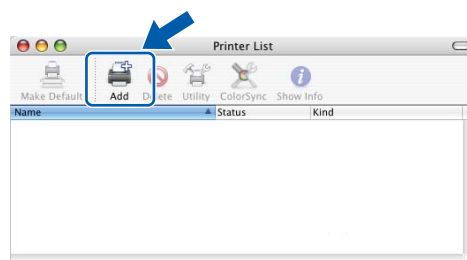 Printer List
Make Default Add Delete Utility ColorSync Show Info
Name Status Kind